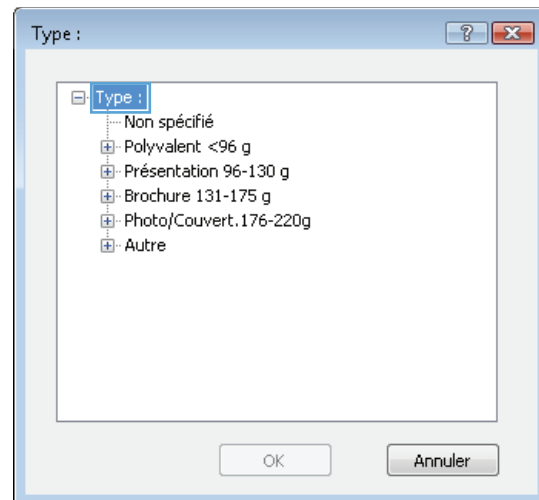 Type :
Type :
Non spécifié
Polyvalent <96 g
Présentation 96-130 g
Brochure 131-175 g
Photo/Couvert.176-220g
Autre
OK
Annuler